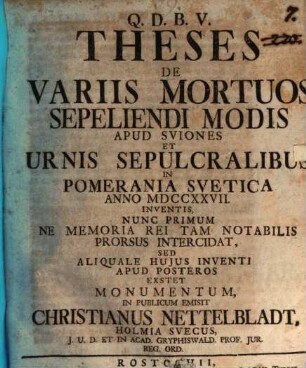 Q. D. B. V.
7.
220.
THESES
DE
VARIIS MORTUOS
SEPELIENDI MODIS
APUD SVIONES
ET
URNIS SEPULCRALIBUS
IN
POMERANIA SVETICA
ANNO MDCCXXVII.
INVENTIS,
NUNC PRIMUM
NE MEMORIA REI TAM NOTABILIS
PRORSUS INTERCIDAT,
SED
ALIQUALE HUJUS INVENTI
APUD POSTEROS
EXSTET
MONUMENTUM,
IN PUBLICUM EMISIT
CHRISTIANUS NETTELBLADT,
HOLMIA SVECUS,
J. U. D. ET IN ACAD. GRYPHISWALD. PROF. JUR.
REG. ORD.
ROSTOCHII,